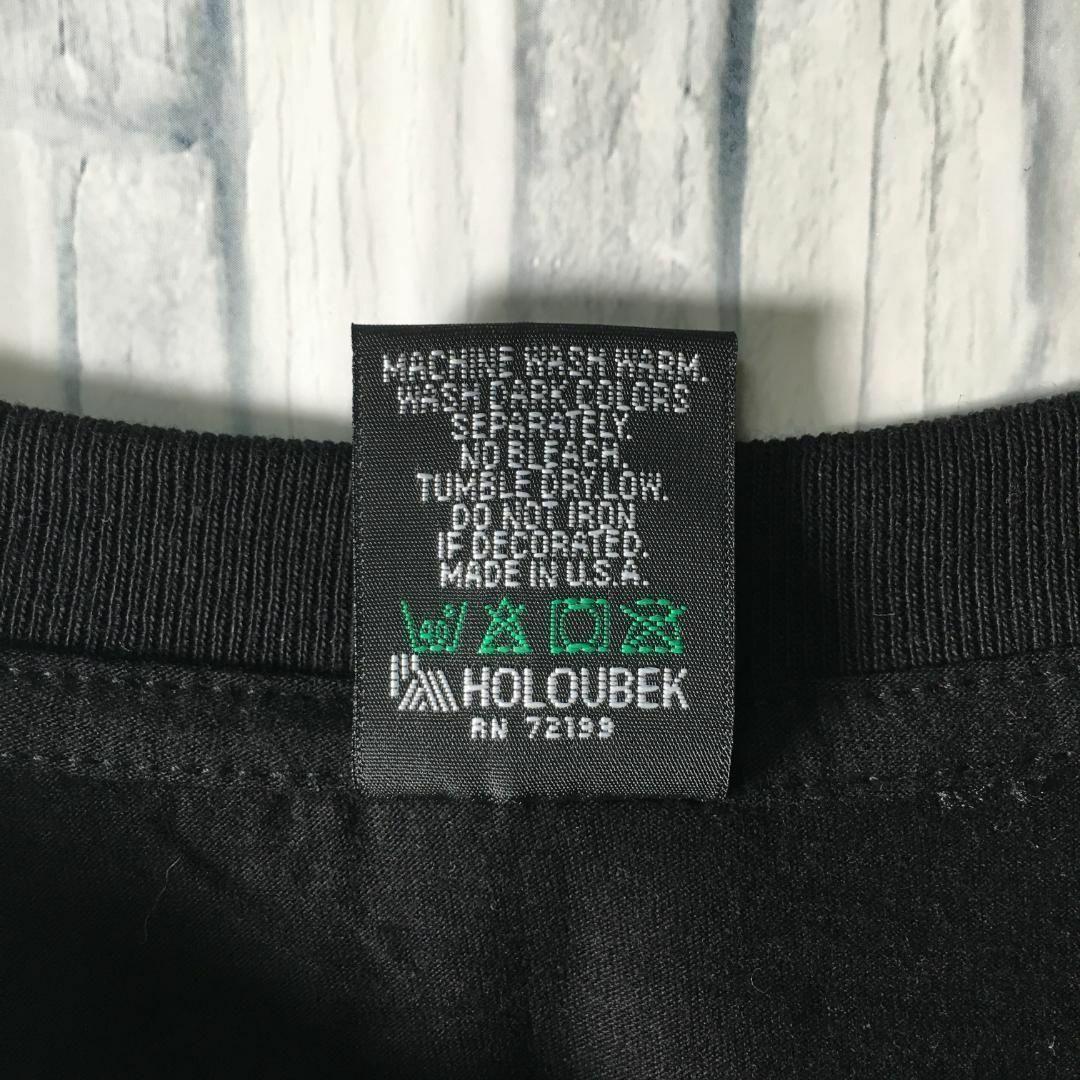 MACHINE WASH WARM.
WASH DARK COLORS
SEPARATELY.
NO BLEACH.
TUMBLE DRY.LOW.
DO NOT IRON
IF DECORATED.
MADE IN U.S.A.
40°
HOLOUBEK
RN 72199